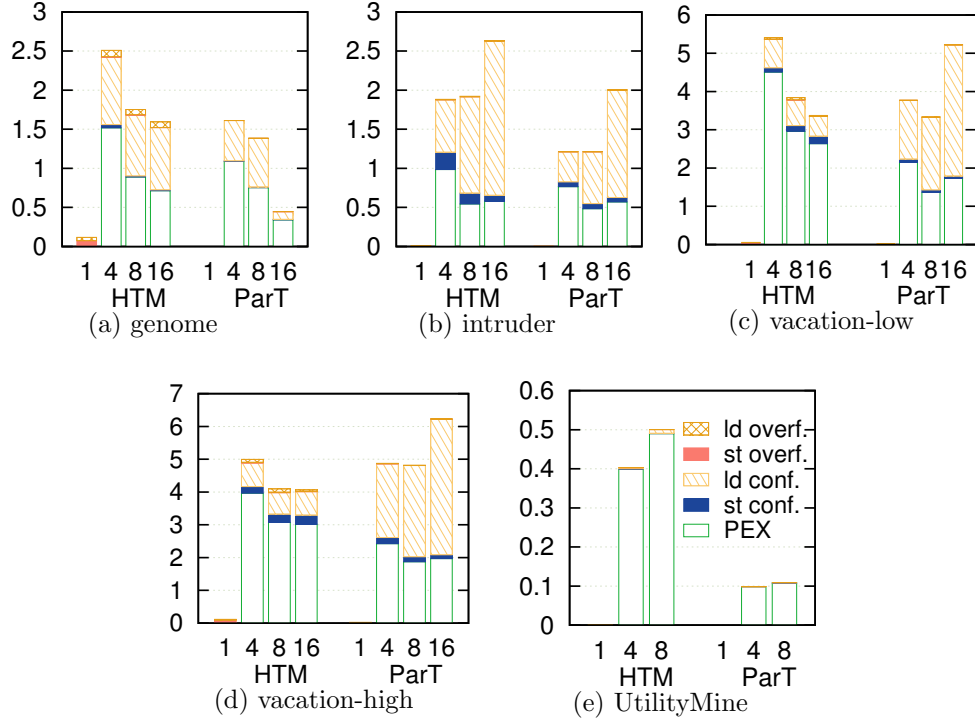 3
2.5
2
1.5
1
0.5
0
1 4 8 16 1 4 8 16
HTM ParT
(a) genome
3
2.5
2
1.5
1
0.5
0
1 4 8 16 1 4 8 16
HTM ParT
(b) intruder
6
5
4
3
2
1
0
1 4 8 16 1 4 8 16
HTM ParT
(c) vacation-low
7
6
5
4
3
2
1
0
1 4 8 16 1 4 8 16
HTM ParT
(d) vacation-high
0.6
0.5
0.4
0.3
0.2
0.1
0
ld overf.
st overf.
ld conf.
st conf.
PEX
1 4 8 1 4 8
HTM ParT
(e) UtilityMine